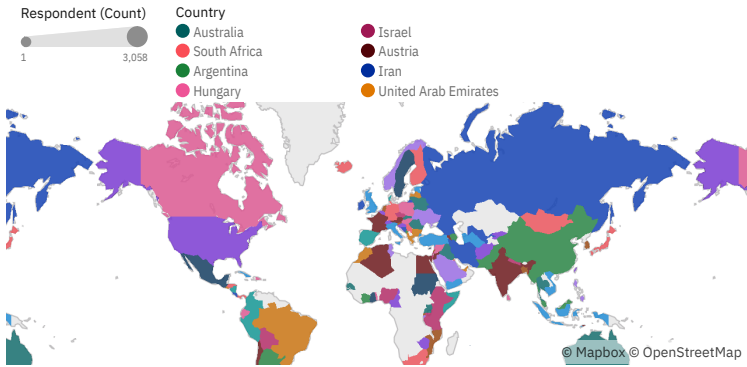 Respondent (Count)
1
3,058
Country
Australia
South Africa
Argentina
Hungary
Israel
Austria
Iran
United Arab Emirates
© Mapbox © OpenStreetMap